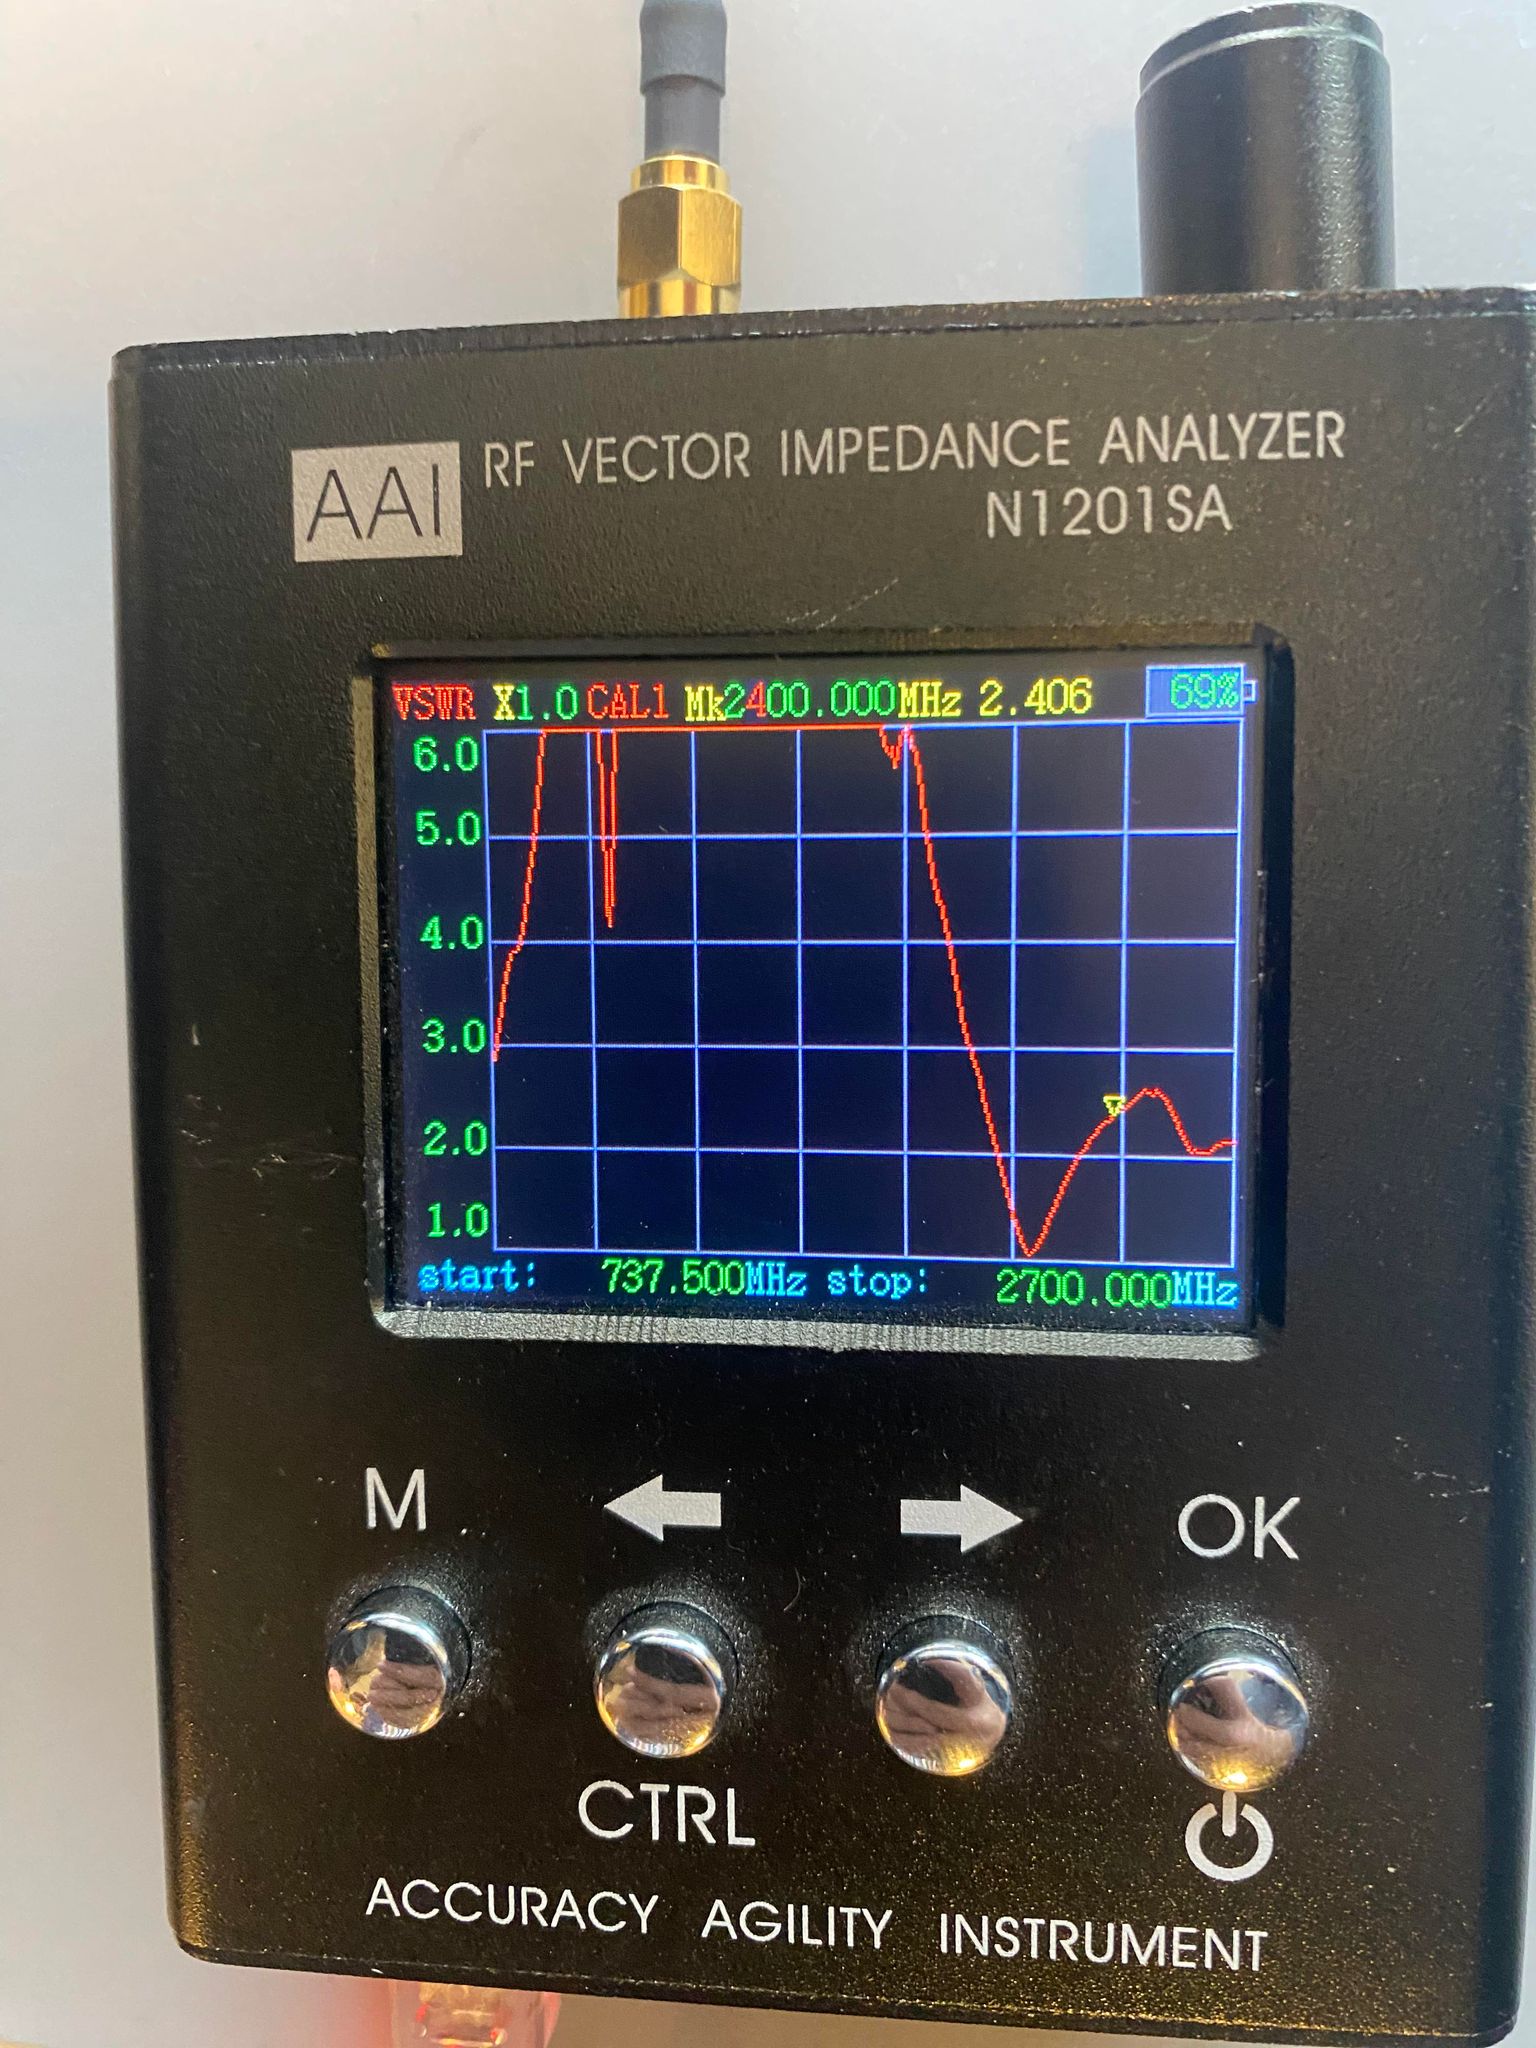 AAI RF VECTOR IMPEDANCE ANALYZER
N1201SA
VSWR X1.0 CAL1 Mk2400.000MHz 2.406 69%
6.0
5.0
4.0
3.0
2.0
1.0
start: 737.500MHz stop: 2700.000MHz
M OK
CTRL
ACCURACY AGILITY INSTRUMENT